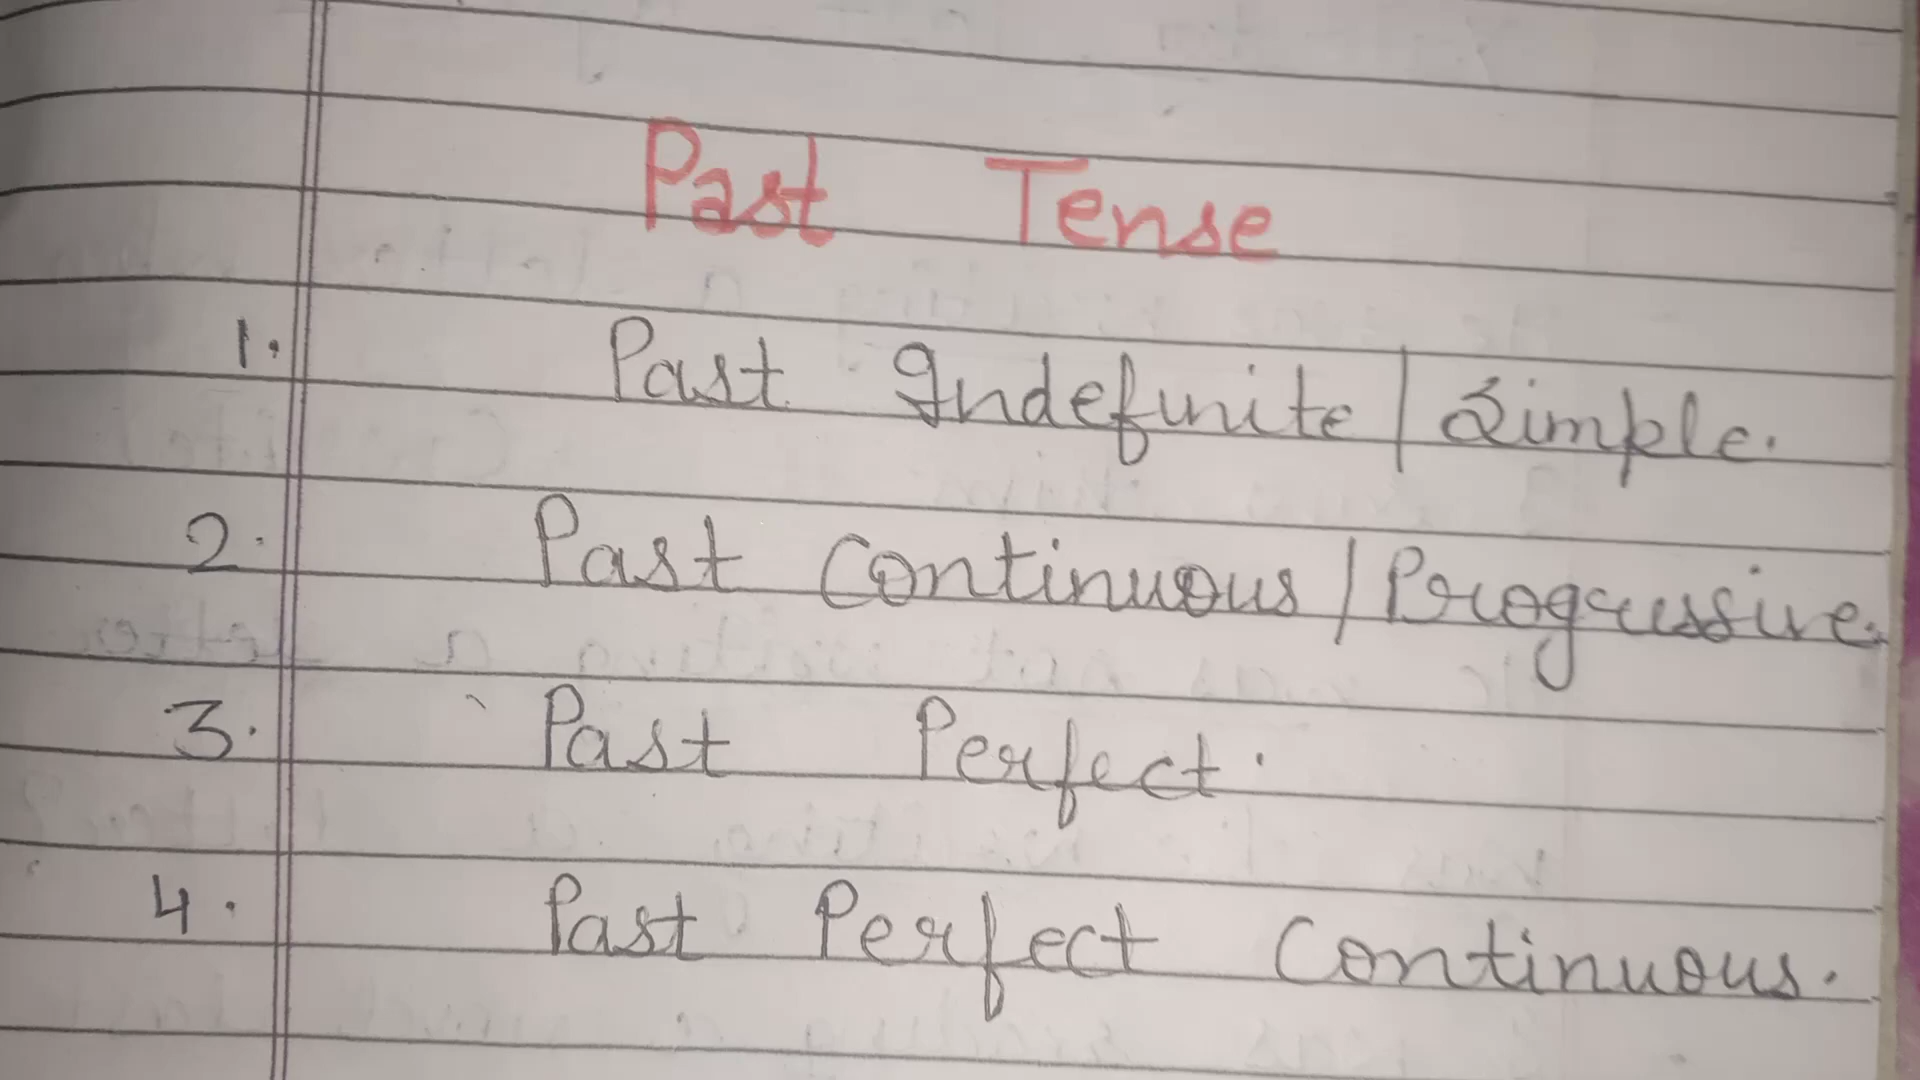 Past Tense
1. Past Indefinite / Simple.
2. Past Continuous / Progressive.
3. Past Perfect.
4. Past Perfect Continuous.